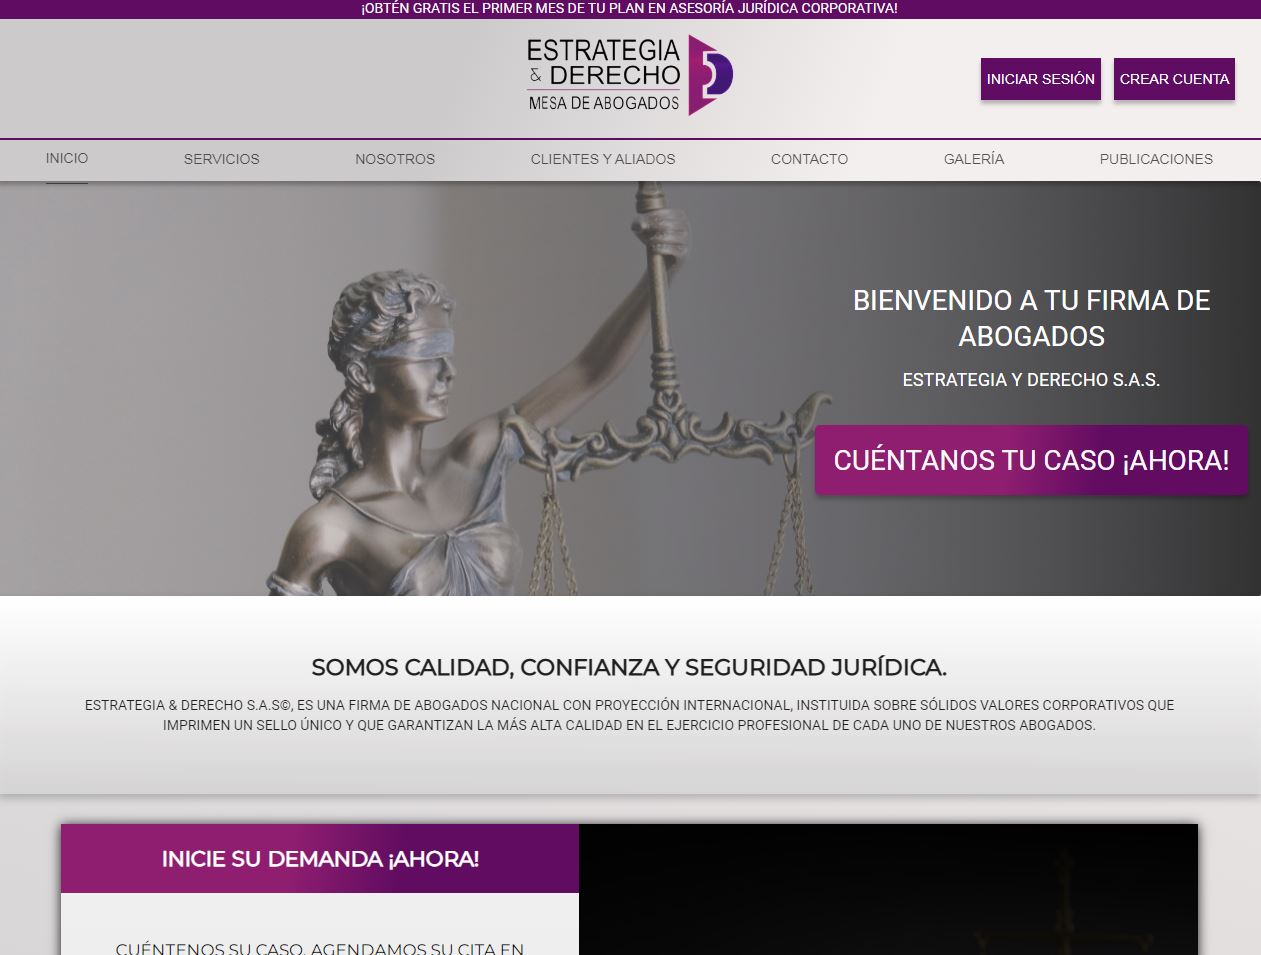 ¡OBTÉN GRATIS EL PRIMER MES DE TU PLAN EN ASESORÍA JURÍDICA CORPORATIVA!
ESTRATEGIA
& DERECHO
MESA DE ABOGADOS
INICIAR SESIÓN
CREAR CUENTA
INICIO
SERVICIOS
NOSOTROS
CLIENTES Y ALIADOS
CONTACTO
GALERÍA
PUBLICACIONES
BIENVENIDO A TU FIRMA DE
ABOGADOS
ESTRATEGIA Y DERECHO S.A.S.
CUÉNTANOS TU CASO ¡AHORA!
SOMOS CALIDAD, CONFIANZA Y SEGURIDAD JURÍDICA.
ESTRATEGIA & DERECHO S.A.S©, ES UNA FIRMA DE ABOGADOS NACIONAL CON PROYECCIÓN INTERNACIONAL, INSTITUIDA SOBRE SÓLIDOS VALORES CORPORATIVOS QUE
IMPRIMEN UN SELLO ÚNICO Y QUE GARANTIZAN LA MÁS ALTA CALIDAD EN EL EJERCICIO PROFESIONAL DE CADA UNO DE NUESTROS ABOGADOS.
INICIE SU DEMANDA ¡AHORA!
CUÉNTENOS SU CASO, AGENDAMOS SU CITA EN